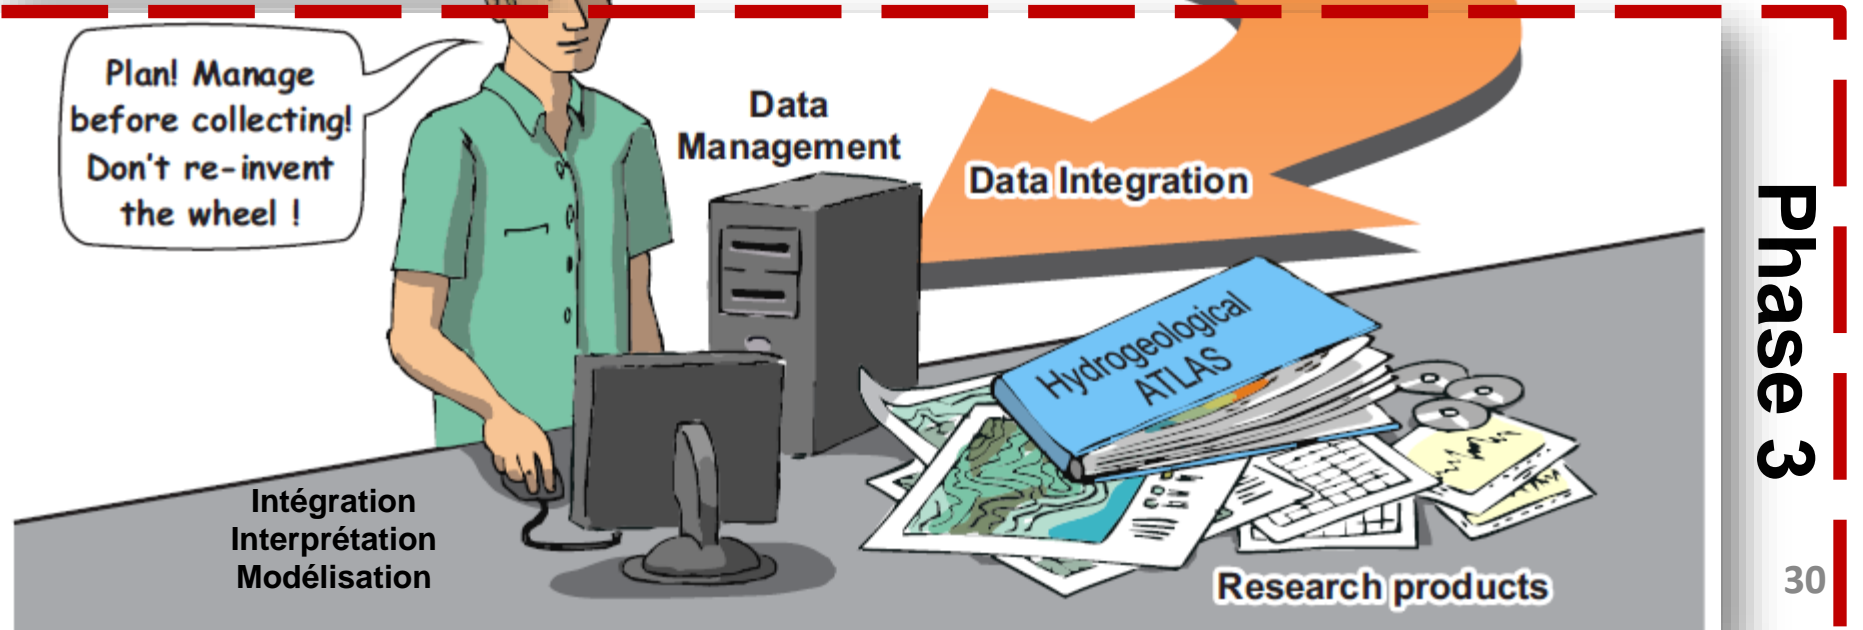 Plan! Manage
before collecting!
Don't re-invent
the wheel !
Data
Management
Data Integration
Hydrogeological
ATLAS
Intégration
Interprétation
Modélisation
Research products
Phase 3
30